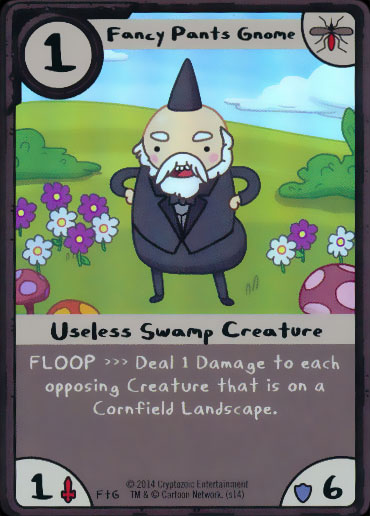 1
Fancy Pants Gnome
Useless Swamp Creature
FLOOP >>> Deal 1 Damage to each
opposing Creature that is on a
Cornfield Landscape.
1
FtG
© 2014 Cryptozoic Entertainment
TM & © Cartoon Network. (s14)
6